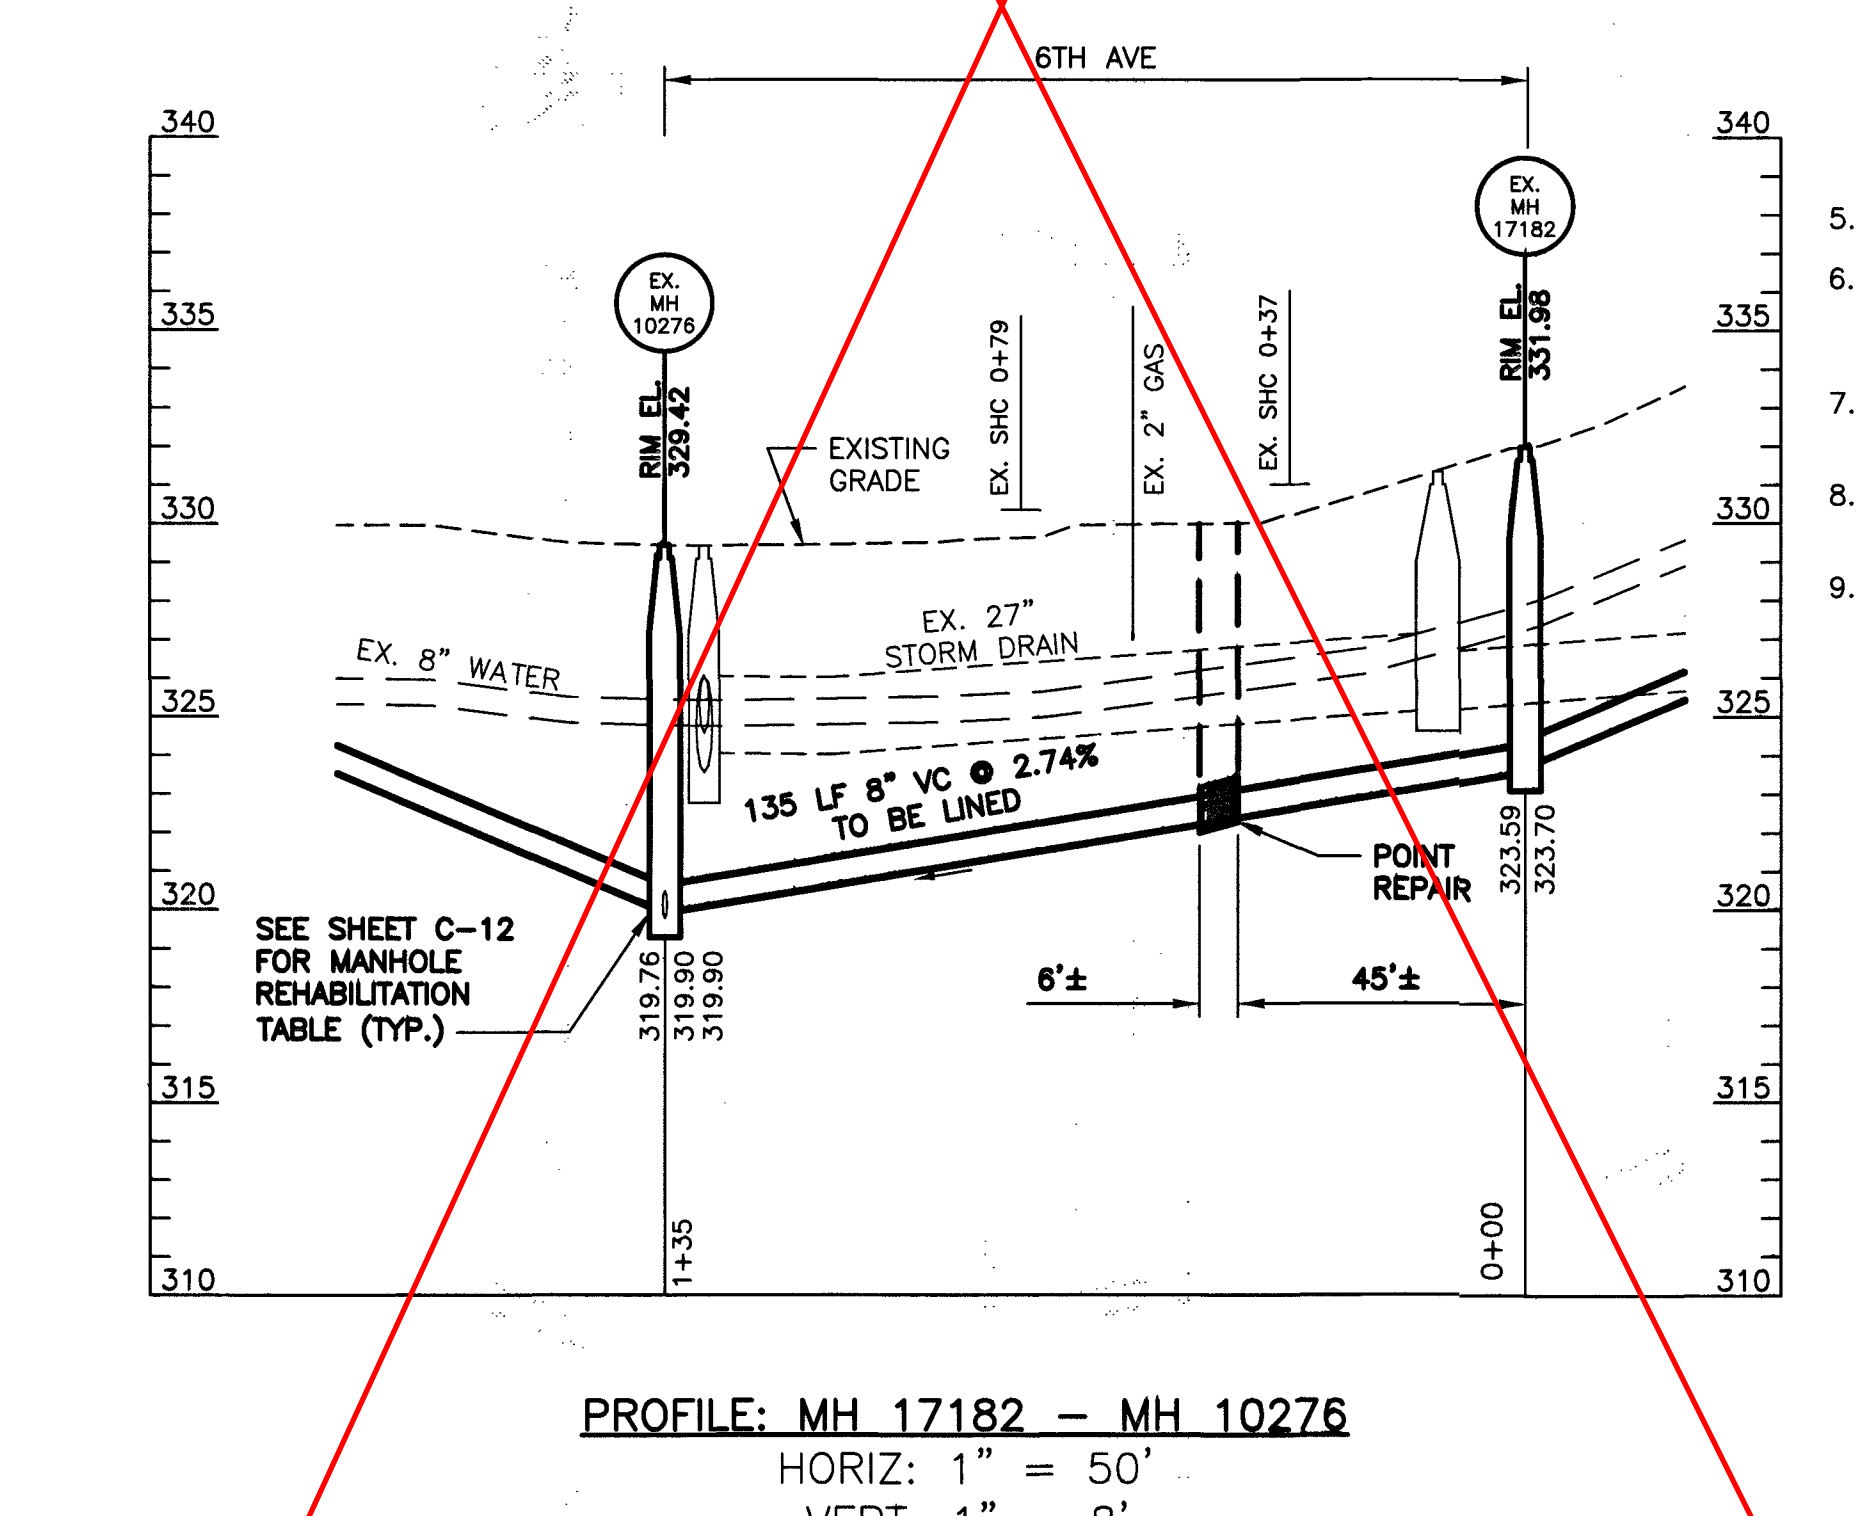 6TH AVE
340
340
EX.
MH
17182
5.
6.
EX.
MH
10276
335
335
RIM EL.
331.98
RIM EL.
329.42
EX. SHC 0+79
EX. 2" GAS
EX. SHC 0+37
7.
EXISTING
GRADE
8.
330
330
9.
EX. 27"
STORM DRAIN
EX. 8" WATER
325
325
135 LF 8" VC @ 2.74%
TO BE LINED
POINT
REPAIR
323.59
323.70
320
320
SEE SHEET C-12
FOR MANHOLE
REHABILITATION
TABLE (TYP.)
319.76
319.90
319.90
6'±
45'±
315
315
1+35
0+00
310
310
PROFILE: MH 17182 - MH 10276
HORIZ: 1" = 50'